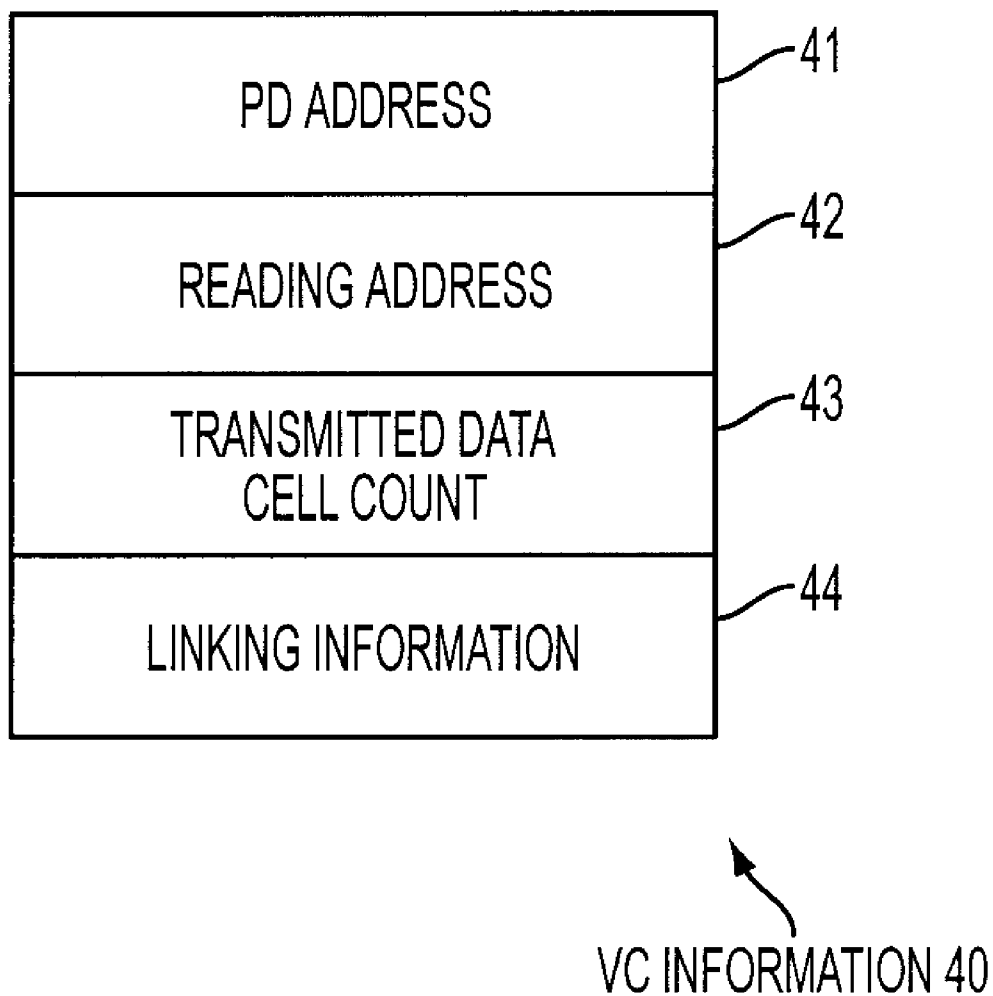 PD ADDRESS
41
READING ADDRESS
42
TRANSMITTED DATA
CELL COUNT
43
LINKING INFORMATION
44
VC INFORMATION 40